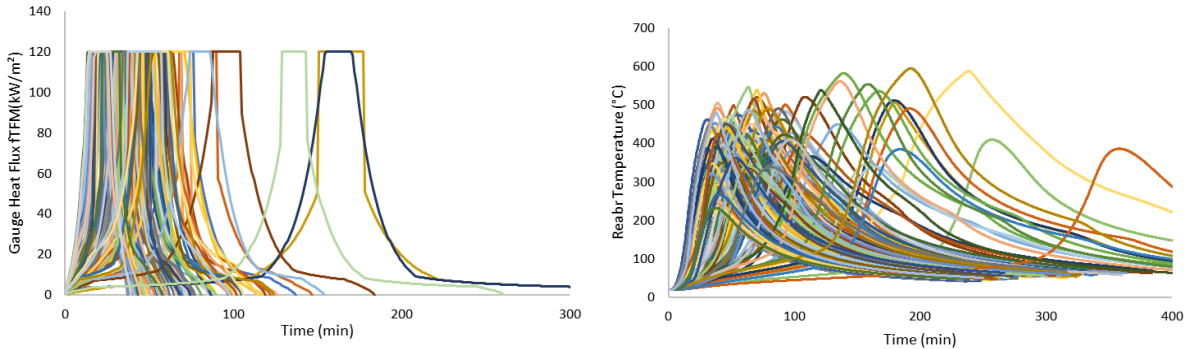 Gauge Heat Flux fTFM(kW/m²)
140
120
100
80
60
40
20
0
0 100 200 300
Time (min)
Reabr Temperature (°C)
700
600
500
400
300
200
100
0
0 100 200 300 400
Time (min)